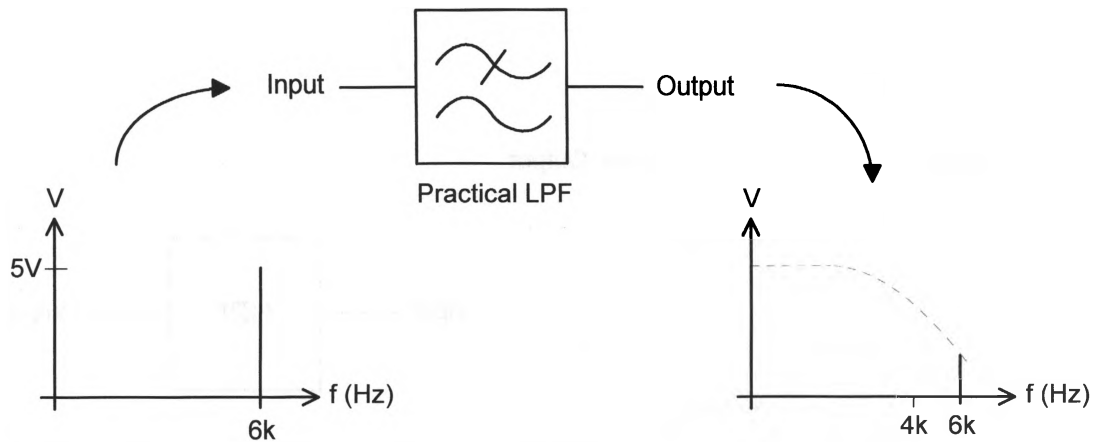 Input
Output
Practical LPF
V
5V
f (Hz)
6k
V
f (Hz)
4k
6k